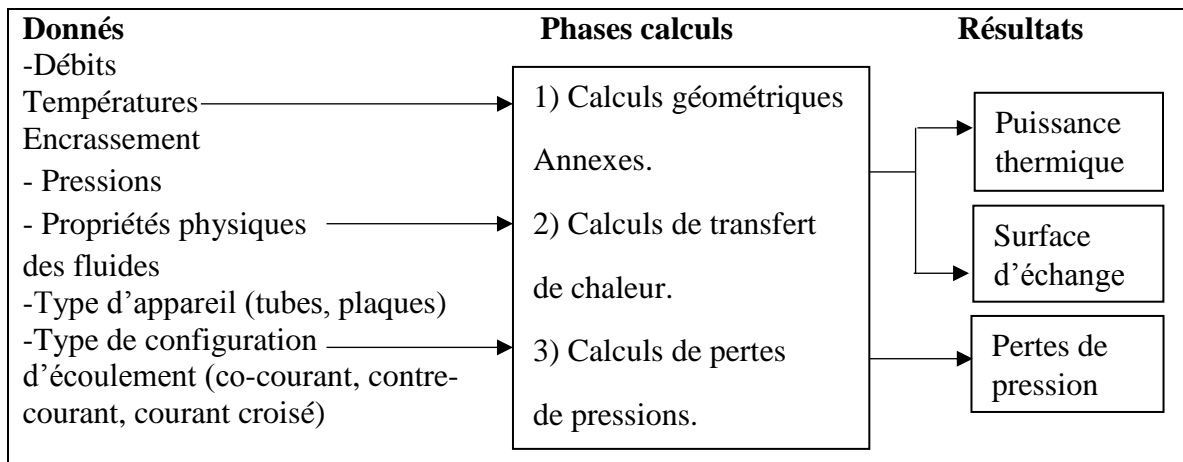 Donnés
-Débits
Températures
Encrassement
- Pressions
- Propriétés physiques
des fluides
-Type d’appareil (tubes, plaques)
-Type de configuration
d’écoulement (co-courant, contre-
courant, courant croisé)
Phases calculs
1) Calculs géométriques
Annexes.
2) Calculs de transfert
de chaleur.
3) Calculs de pertes
de pressions.
Résultats
Puissance
thermique
Surface
d’échange
Pertes de
pression